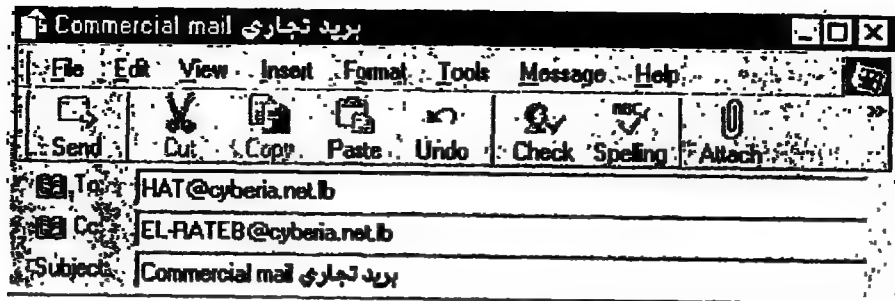 Commercial mail بريد تجاري
File Edit View Insert Format Tools Message Help
Send Cut Copy Paste Undo Check Spelling Attach »
To: HAT@cyberia.net.lb
Cc: EL-RATEB@cyberia.net.lb
Subject: Commercial mail بريد تجاري